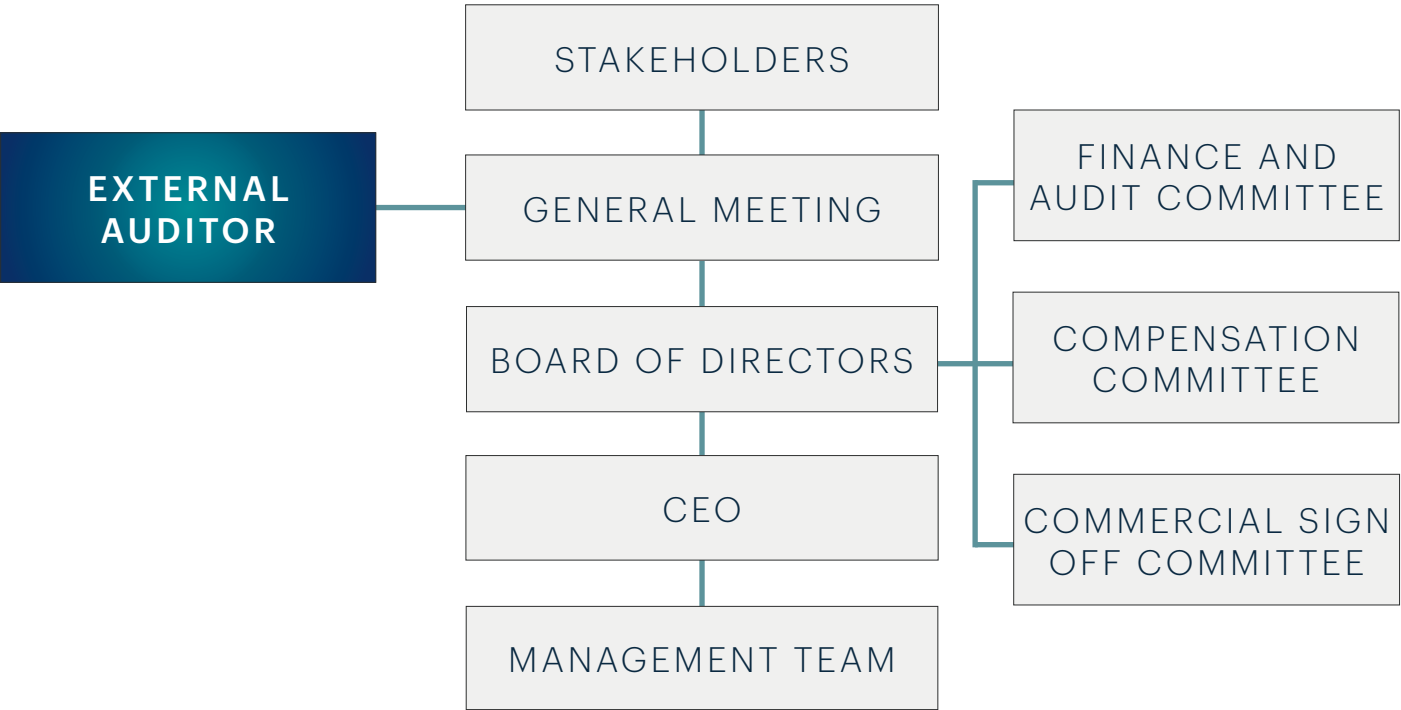 STAKEHOLDERS
EXTERNAL
AUDITOR
GENERAL MEETING
BOARD OF DIRECTORS
CEO
MANAGEMENT TEAM
FINANCE AND
AUDIT COMMITTEE
COMPENSATION
COMMITTEE
COMMERCIAL SIGN
OFF COMMITTEE